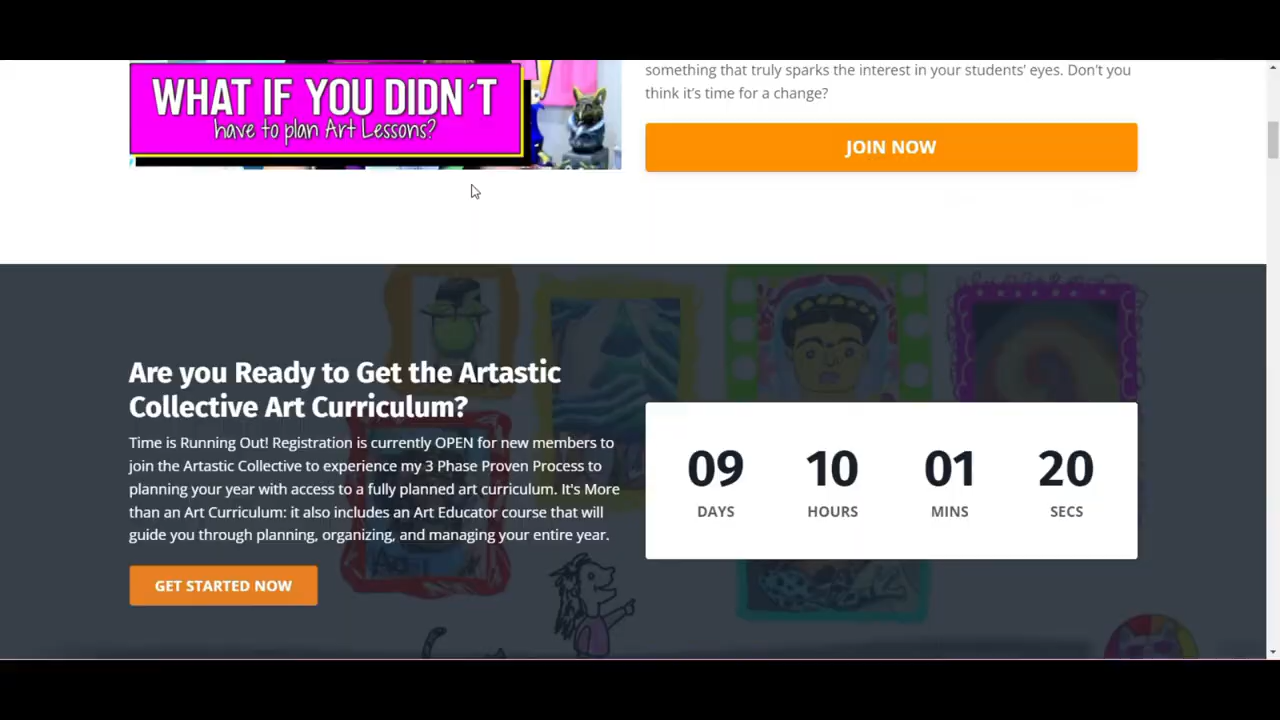 something that truly sparks the interest in your students' eyes. Don't you
think it's time for a change?
WHAT IF YOU DIDN´T
have to plan Art Lessons?
JOIN NOW
Are you Ready to Get the Artastic
Collective Art Curriculum?
Time is Running Out! Registration is currently OPEN for new members to
join the Artastic Collective to experience my 3 Phase Proven Process to
planning your year with access to a fully planned art curriculum. It's More
than an Art Curriculum: it also includes an Art Educator course that will
guide you through planning, organizing, and managing your entire year.
GET STARTED NOW
09 10 01 20
DAYS HOURS MINS SECS